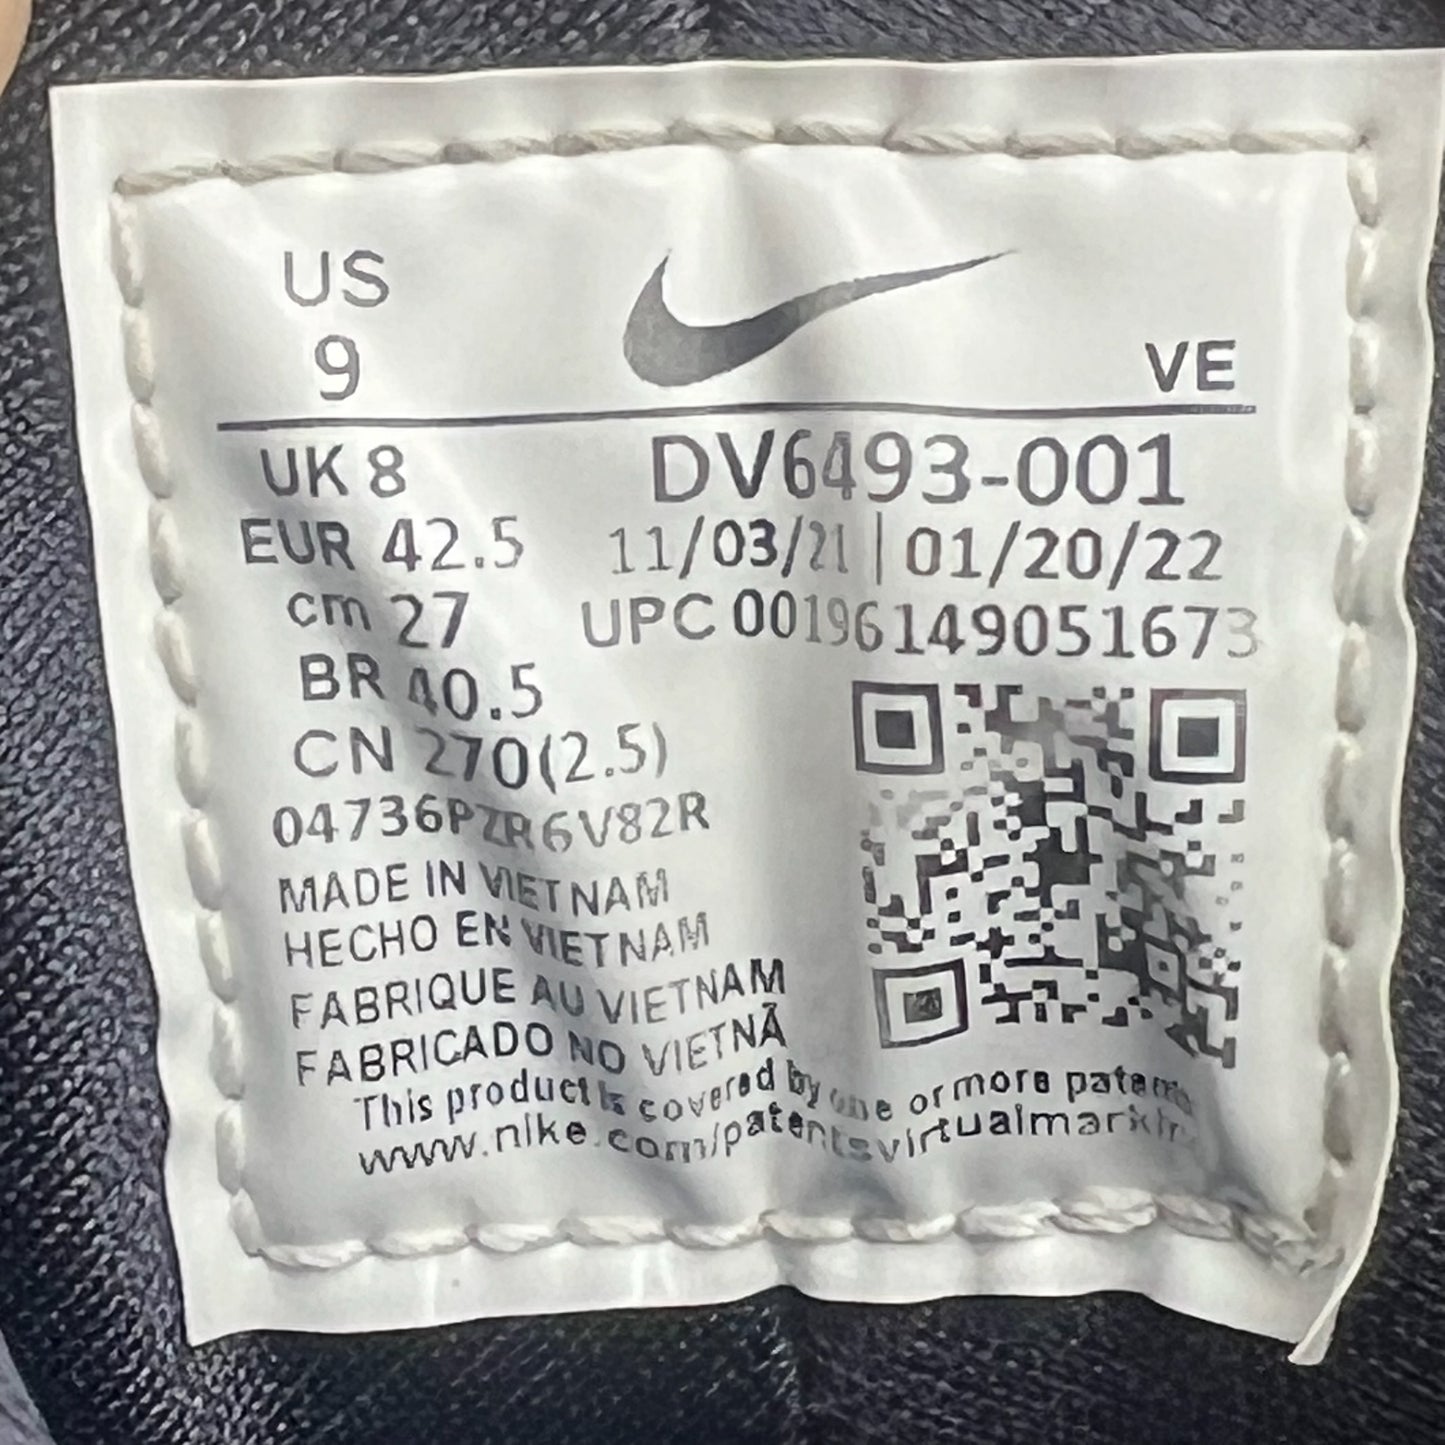 US
9
VE
UK 8
DV6493-001
EUR 42.5
11/03/21 | 01/20/22
cm 27
UPC 00196149051673
BR 40.5
CN 270(2.5)
04736PZR6V82R
MADE IN VIETNAM
HECHO EN VIETNAM
FABRIQUE AU VIETNAM
FABRICADO NO VIETNÃ
This product is covered by one or more patents
www.nike.com/patentsvirtualmarkin